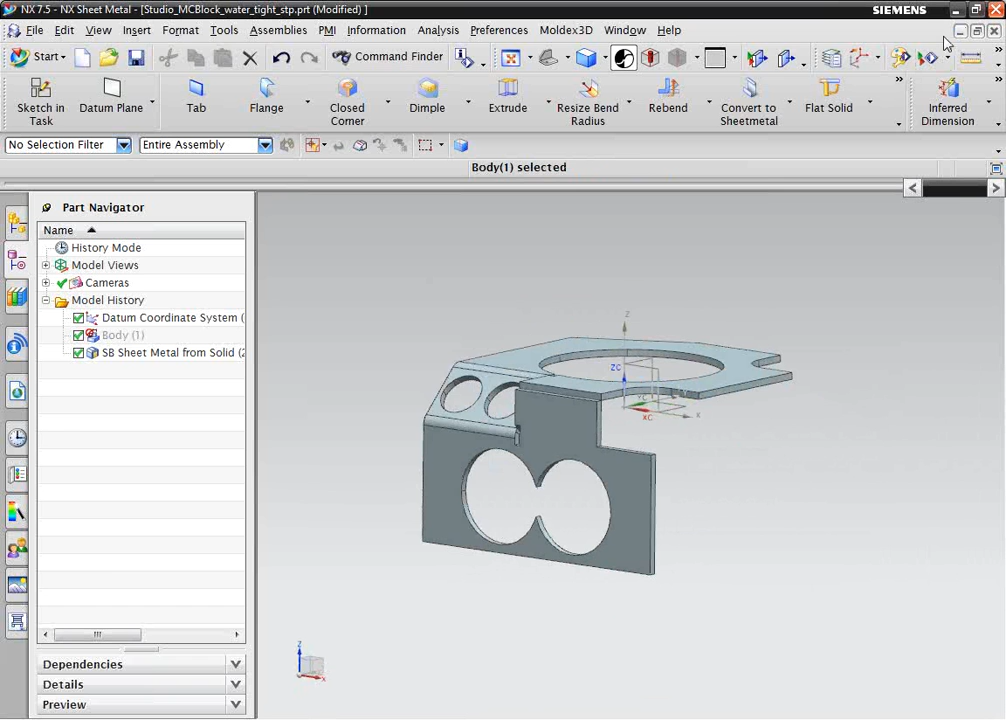 NX 7.5 - NX Sheet Metal - [Studio_MCBlock_water_tight_stp.prt (Modified) ]
SIEMENS
File Edit View Insert Format Tools Assemblies PMI Information Analysis Preferences Moldex3D Window Help
Start Command Finder
Sketch in Task
Datum Plane
Tab
Flange
Closed Corner
Dimple
Extrude
Resize Bend Radius
Rebend
Convert to Sheetmetal
Flat Solid
Inferred Dimension
No Selection Filter Entire Assembly
Body(1) selected
Part Navigator
Name
History Mode
Model Views
Cameras
Model History
Datum Coordinate System (
Body (1)
SB Sheet Metal from Solid (2
Dependencies
Details
Preview
Z
ZC
YC
XC
X
Z
X